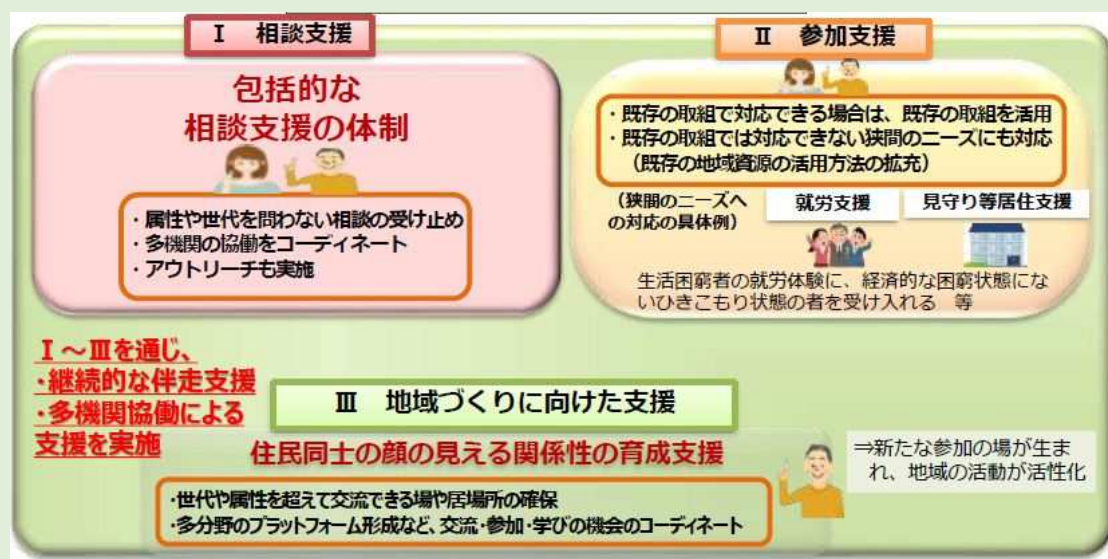 Ⅰ 相談支援
包括的な
相談支援の体制
・属性や世代を問わない相談の受け止め
・多機関の協働をコーディネート
・アウトリーチも実施
Ⅱ 参加支援
・既存の取組で対応できる場合は、既存の取組を活用
・既存の取組では対応できない狭間のニーズにも対応
（既存の地域資源の活用方法の拡充）
（狭間のニーズへ
の対応の具体例）
就労支援
見守り等居住支援
生活困窮者の就労体験に、経済的な困窮状態にな
いひきこもり状態の者を受け入れる 等
Ⅰ～Ⅲを通じ、
・継続的な伴走支援
・多機関協働による
支援を実施
Ⅲ 地域づくりに向けた支援
住民同士の顔の見える関係性の育成支援
・世代や属性を超えて交流できる場や居場所の確保
・多分野のプラットフォーム形成など、交流・参加・学びの機会のコーディネート
⇒新たな参加の場が生ま
れ、地域の活動が活性化